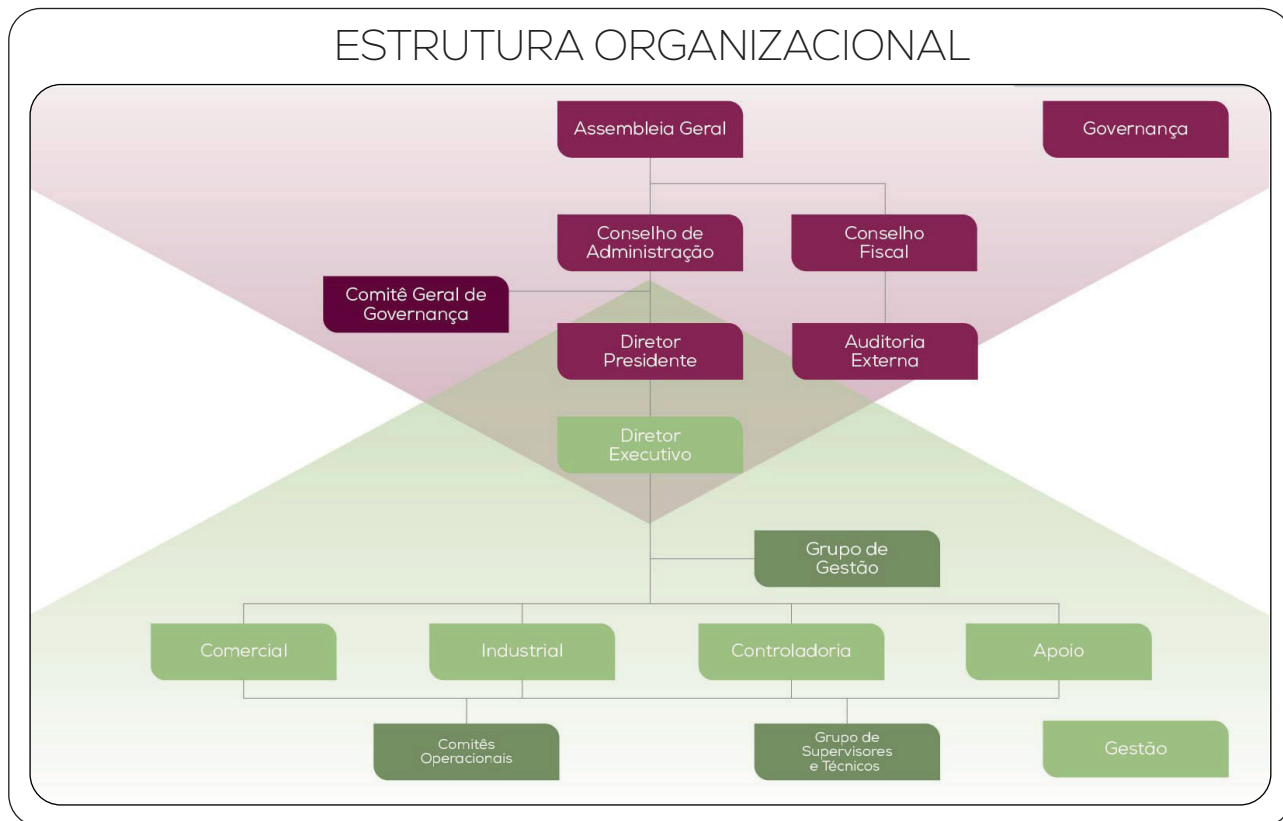 ESTRUTURA ORGANIZACIONAL
Assembleia Geral
Governança
Conselho de
Administração
Conselho
Fiscal
Comitê Geral de
Governança
Diretor
Presidente
Auditoria
Externa
Diretor
Executivo
Grupo de
Gestão
Comercial
Industrial
Controladoria
Apoio
Comitês
Operacionais
Grupo de
Supervisores
e Técnicos
Gestão